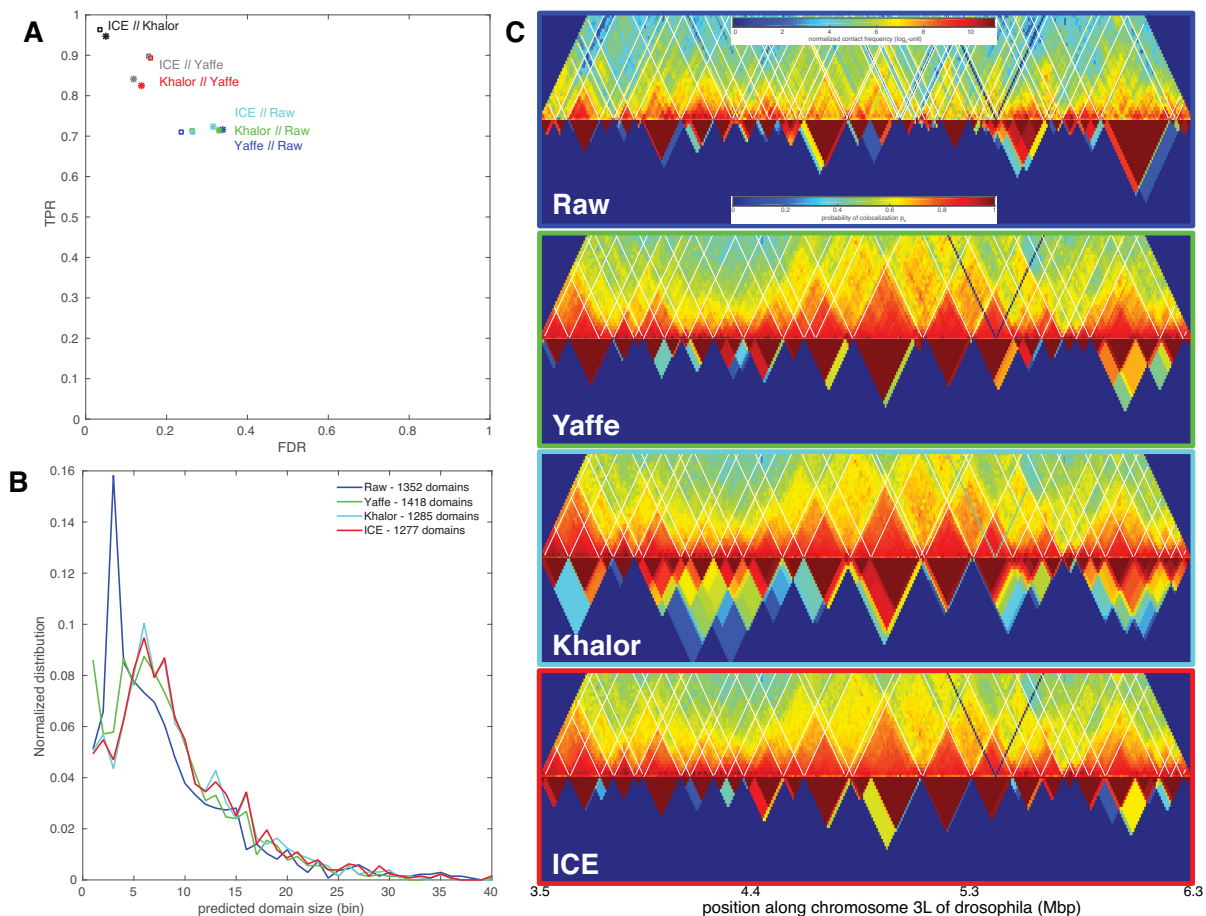 A
ICE // Khalor
ICE // Yaffe
Khalor // Yaffe
ICE // Raw
Khalor // Raw
Yaffe // Raw
TPR
1
0.9
0.8
0.7
0.6
0.5
0.4
0.3
0.2
0.1
0
0 0.2 0.4 0.6 0.8 1
FDR
B
Raw - 1352 domains
Yaffe - 1418 domains
Khalor - 1285 domains
ICE - 1277 domains
Normalized distribution
0.16
0.14
0.12
0.1
0.08
0.06
0.04
0.02
0
0 5 10 15 20 25 30 35 40
predicted domain size (bin)
C
0 2 4 6 8 10
normalized contact frequency (log₂-unit)
Raw
0 0.2 0.4 0.6 0.8 1
Yaffe
Khalor
ICE
3.5 4.4 5.3 6.3
position along chromosome 3L of drosophila (Mbp)